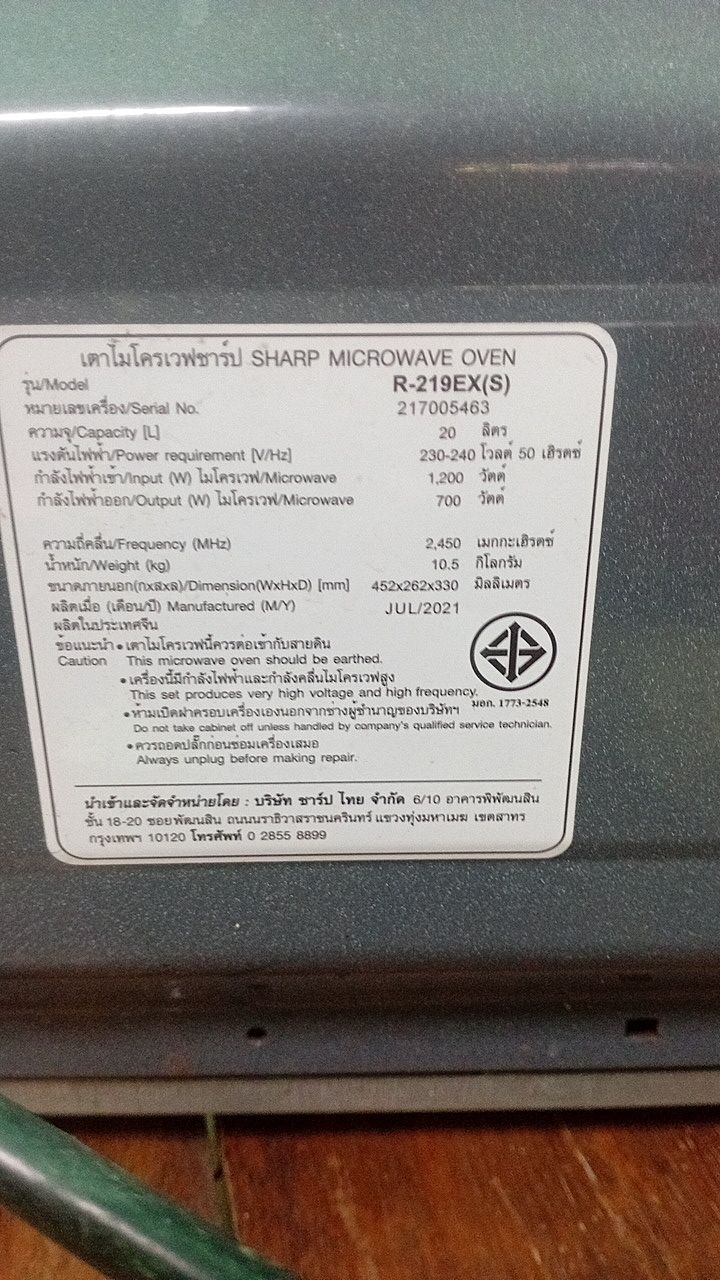 เตาไมโครเวฟชาร์ป SHARP MICROWAVE OVEN
รุ่น/Model R-219EX(S)
หมายเลขเครื่อง/Serial No. 217005463
ความจุ/Capacity [L] 20 ลิตร
แรงดันไฟฟ้า/Power requirement [V/Hz] 230-240 โวลต์ 50 เฮิรตซ์
กำลังไฟฟ้าเข้า/Input (W) ไมโครเวฟ/Microwave 1,200 วัตต์
กำลังไฟฟ้าออก/Output (W) ไมโครเวฟ/Microwave 700 วัตต์
ความถี่คลื่น/Frequency (MHz) 2,450 เมกกะเฮิรตซ์
น้ำหนัก/Weight (kg) 10.5 กิโลกรัม
ขนาดภายนอก(กxสxล)/Dimension(WxHxD) [mm] 452x262x330 มิลลิเมตร
ผลิตเมื่อ (เดือน/ปี) Manufactured (M/Y) JUL/2021
ผลิตในประเทศจีน
ข้อแนะนำ • เตาไมโครเวฟนี้ควรต่อเข้ากับสายดิน
Caution This microwave oven should be earthed.
• เครื่องนี้มีกำลังไฟฟ้าและกำลังคลื่นไมโครเวฟสูง
This set produces very high voltage and high frequency.
มอก. 1773-2548
• ห้ามเปิดฝาครอบเครื่องเองนอกจากช่างผู้ชำนาญของบริษัทฯ
Do not take cabinet off unless handled by company's qualified service technician.
• ควรถอดปลั๊กก่อนซ่อมเครื่องเสมอ
Always unplug before making repair.
นำเข้าและจัดจำหน่ายโดย : บริษัท ชาร์ป ไทย จำกัด 6/10 อาคารพิพัฒนสิน
ชั้น 18-20 ซอยพัฒนสิน ถนนนราธิวาสราชนครินทร์ แขวงทุ่งมหาเมฆ เขตสาทร
กรุงเทพฯ 10120 โทรศัพท์ 0 2855 8899